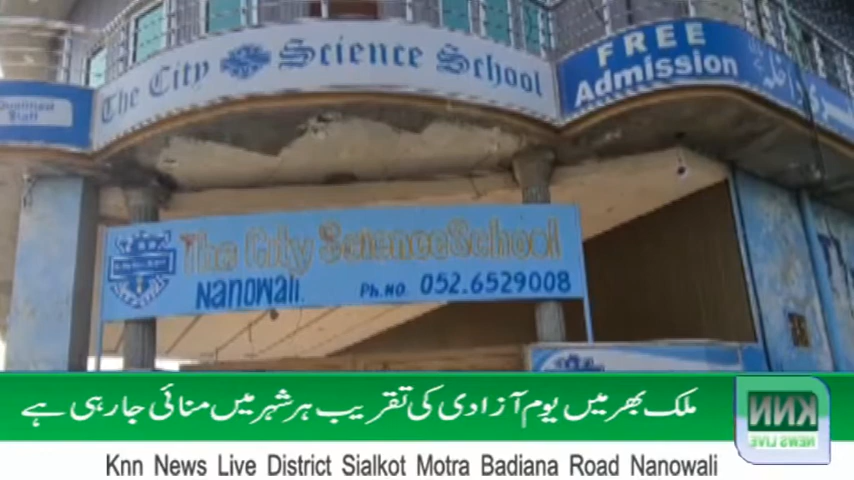 The City Science School
FREE
Admission
Qualified
Staff
The City Science School
Nanowali.
Ph.No. 052.6529008
ملک بھر میں یوم آزادی کی تقریب ہر شہر میں منائی جا رہی ہے
KNN
NEWS LIVE
Knn News Live District Sialkot Motra Badiana Road Nanowali